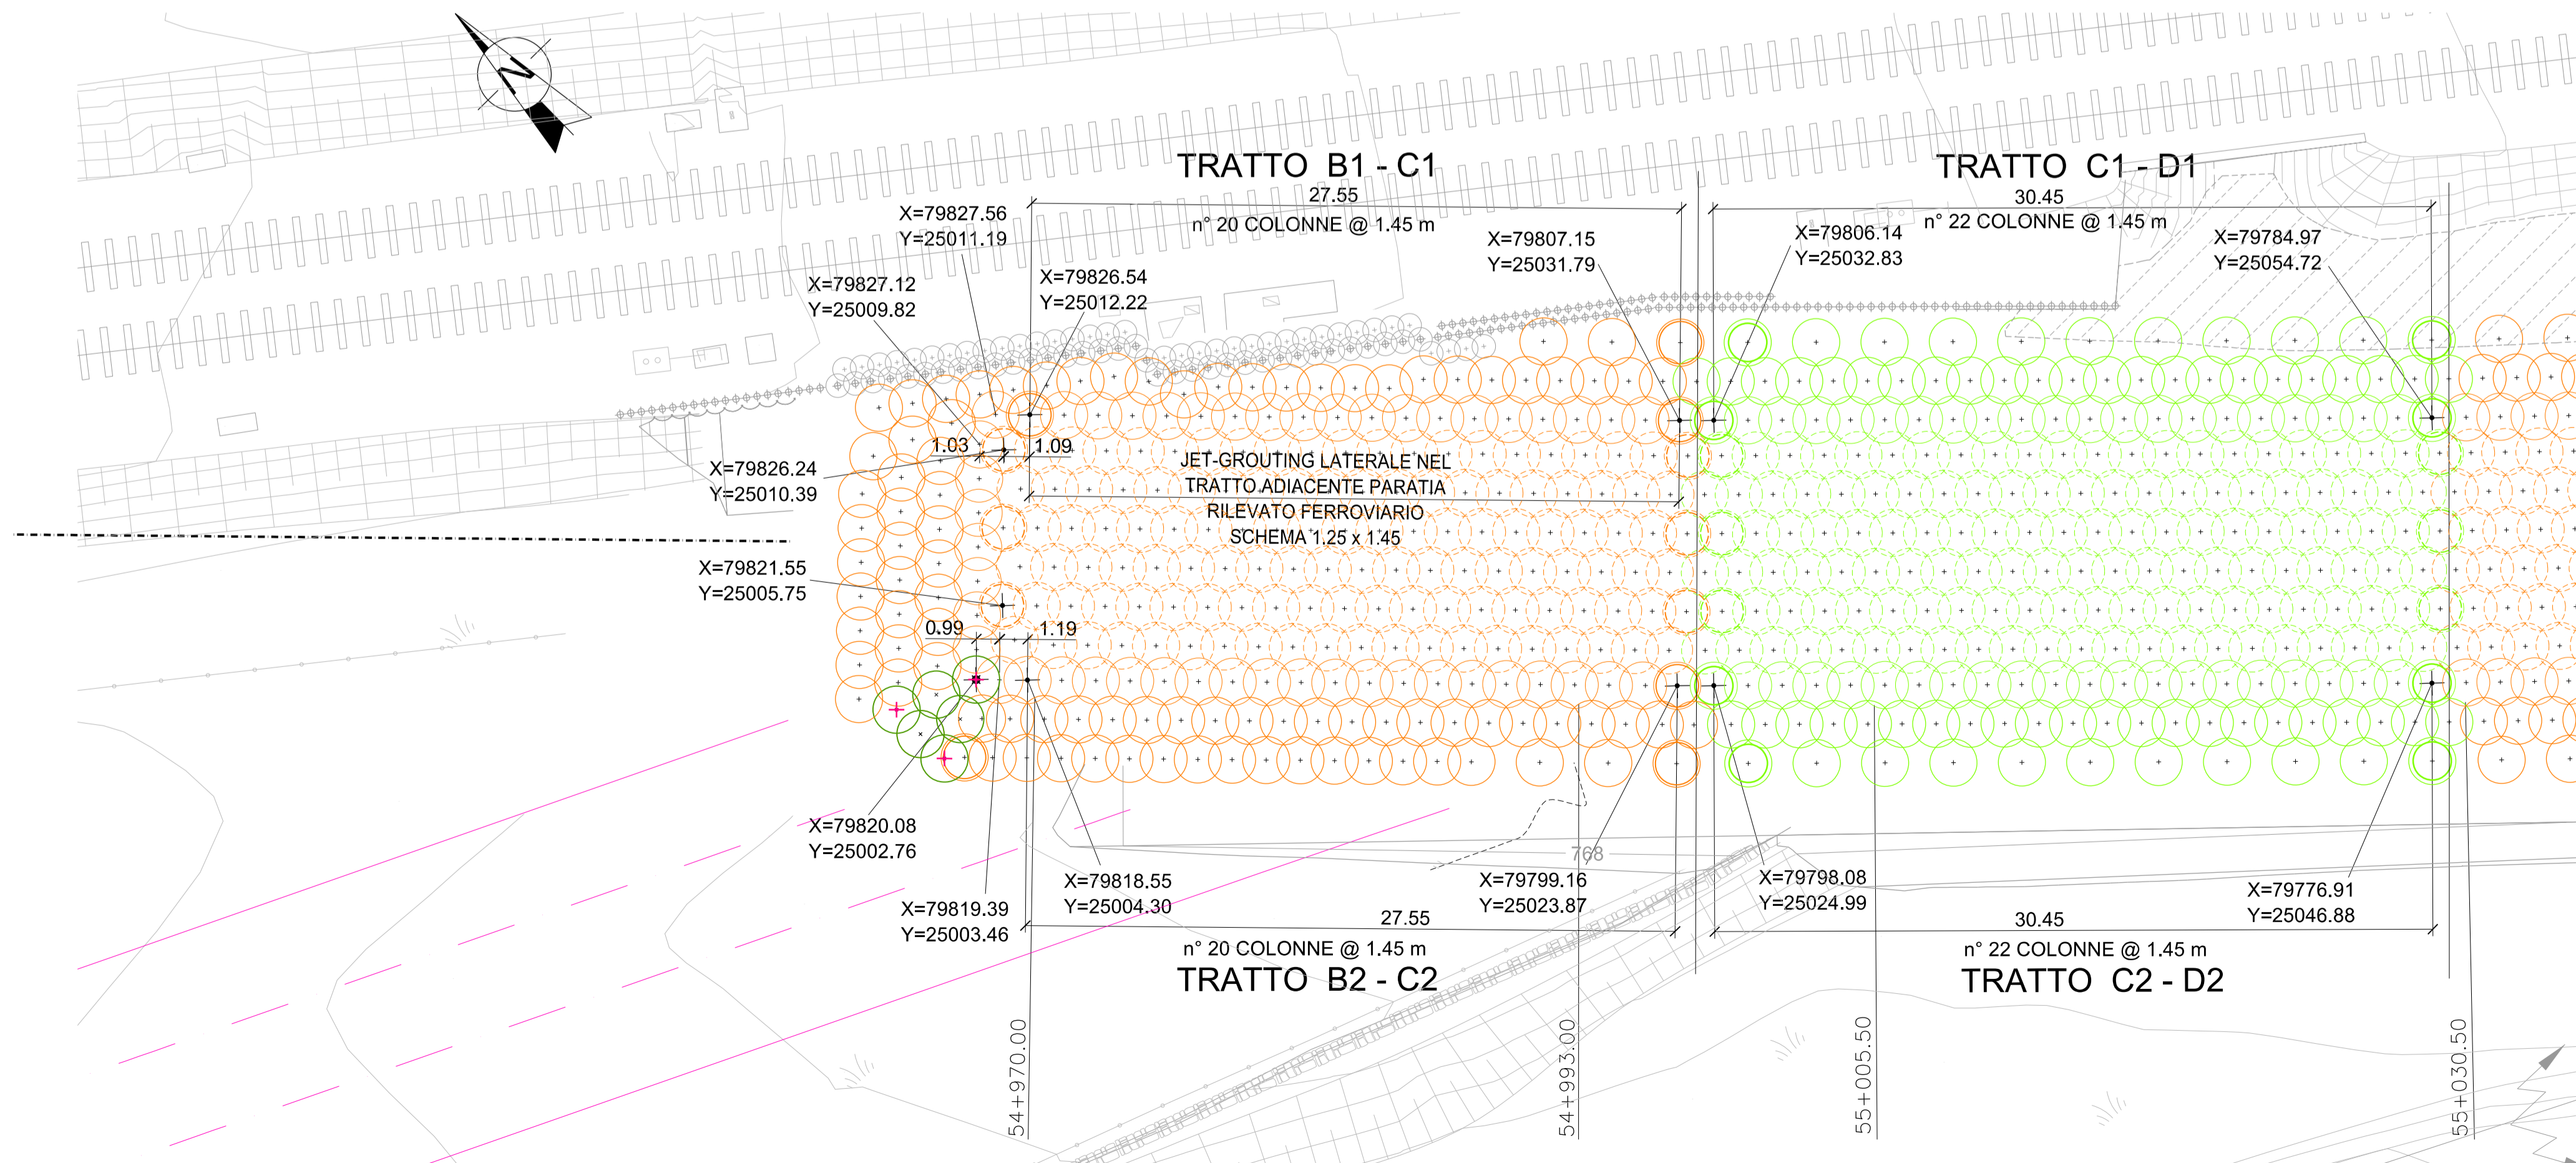 N
TRATTO B1 - C1
27.55
n° 20 COLONNE @ 1.45 m
TRATTO C1 - D1
30.45
n° 22 COLONNE @ 1.45 m
X=79827.56
Y=25011.19
X=79827.12
Y=25009.82
X=79826.54
Y=25012.22
X=79807.15
Y=25031.79
X=79806.14
Y=25032.83
X=79784.97
Y=25054.72
1.03
1.09
X=79826.24
Y=25010.39
JET-GROUTING LATERALE NEL
TRATTO ADIACENTE PARATIA
RILEVATO FERROVIARIO
SCHEMA 1.25 x 1.45
X=79821.55
Y=25005.75
0.99
1.19
X=79820.08
Y=25002.76
X=79819.39
Y=25003.46
X=79818.55
Y=25004.30
768
X=79799.16
Y=25023.87
X=79798.08
Y=25024.99
X=79776.91
Y=25046.88
27.55
n° 20 COLONNE @ 1.45 m
TRATTO B2 - C2
30.45
n° 22 COLONNE @ 1.45 m
TRATTO C2 - D2
54+970.00
54+993.00
55+005.50
55+030.50